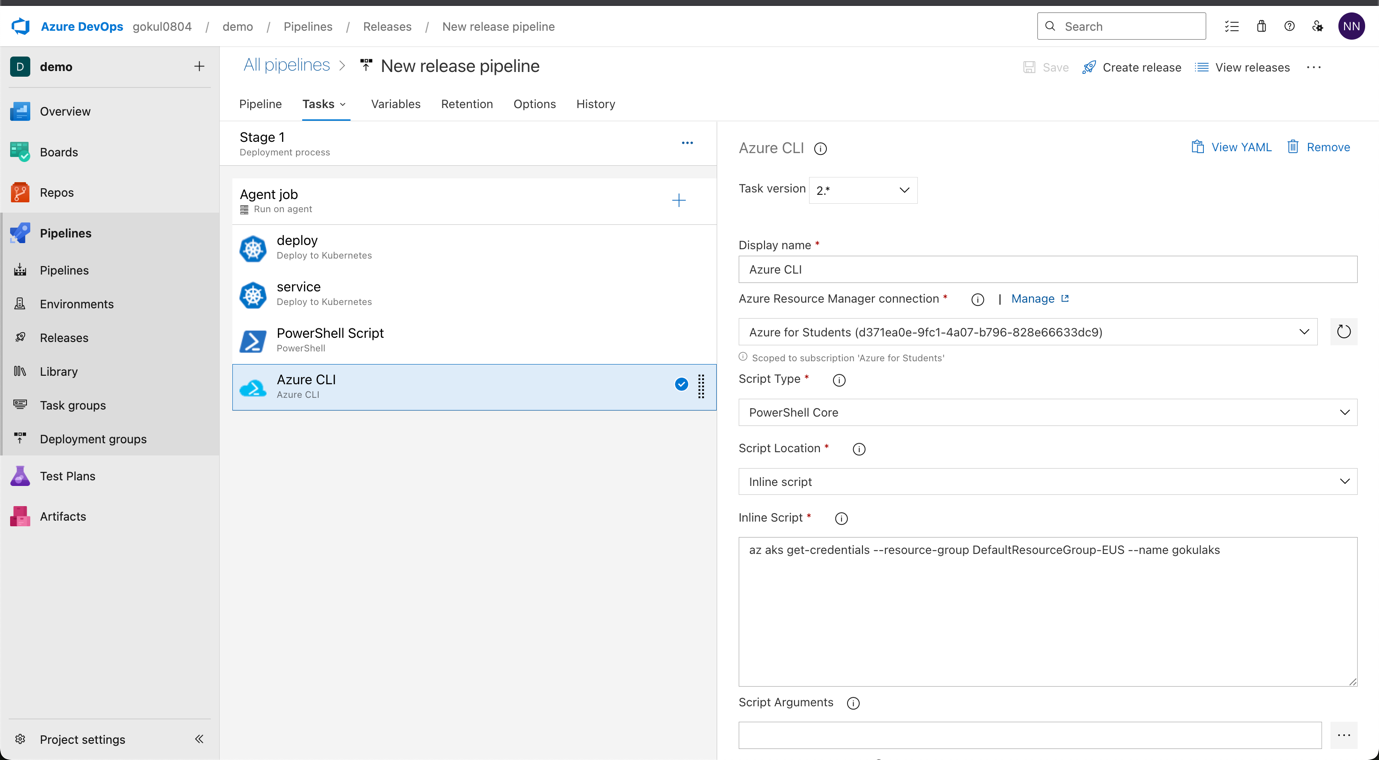 Azure DevOps gokul0804 / demo / Pipelines / Releases / New release pipeline
Search
NN
D demo
Overview
Boards
Repos
Pipelines
Pipelines
Environments
Releases
Library
Task groups
Deployment groups
Test Plans
Artifacts
Project settings
All pipelines > New release pipeline
Save Create release View releases
Pipeline Tasks Variables Retention Options History
Stage 1
Deployment process
Agent job
Run on agent
deploy
Deploy to Kubernetes
service
Deploy to Kubernetes
PowerShell Script
PowerShell
Azure CLI
Azure CLI
Azure CLI
View YAML Remove
Task version 2.*
Display name *
Azure CLI
Azure Resource Manager connection * | Manage
Azure for Students (d371ea0e-9fc1-4a07-b796-828e66633dc9)
Scoped to subscription 'Azure for Students'
Script Type *
PowerShell Core
Script Location *
Inline script
Inline Script *
az aks get-credentials --resource-group DefaultResourceGroup-EUS --name gokulaks
Script Arguments